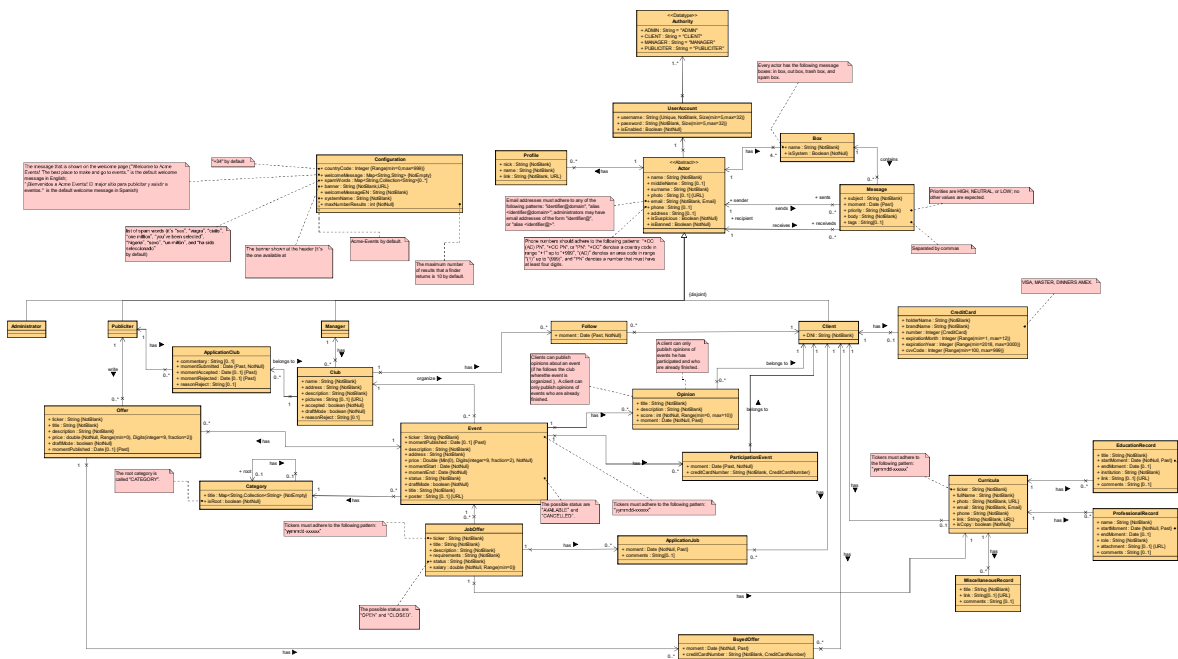 <<Datatype>>
Authority
+ ADMIN : String = "ADMIN"
+ CLIENT : String = "CLIENT"
+ MANAGER : String = "MANAGER"
+ PUBLICITER : String = "PUBLICITER"
1..*
Every actor has the following message
boxes: in box, out box, trash box, and
spam box.
UserAccount
+ username : String {Unique, NotBlank, Size(min=5,max=32)}
+ password : String {NotBlank, Size(min=5,max=32)}
+ isEnabled : Boolean {NotNull}
Box
+ name : String {NotBlank}
+ isSystem : Boolean {NotNull}
has
contains
Profile
+ nick : String {NotBlank}
+ name : String {NotBlank}
+ link : String {NotBlank, URL}
has
<<Abstract>>
Actor
+ name : String {NotBlank}
+ middleName : String [0..1]
+ surname : String {NotBlank}
+ photo : String [0..1] {URL}
+ email : String {NotBlank, Email}
+ phone : String [0..1]
+ address : String [0..1]
+ isSuspicious : Boolean {NotNull}
+ isBanned : Boolean {NotNull}
+ sender
+ sents
sends
+ recipient
+ receives
receives
Message
+ subject : String {NotBlank}
+ moment : Date {Past}
+ priority : String {NotBlank}
+ body : String {NotBlank}
+ tags : String [0..1]
Priorities are HIGH, NEUTRAL, or LOW; no
other values are expected.
Separated by commas
Configuration
+ countryCode : Integer {Range(min=0,max=999)}
+ welcomeMessage : Map<String,String> {NotEmpty}
+ spamWords : Map<String,Collection<String>[0..*]
+ banner : String {NotBlank,URL}
+ welcomeMessageEN : String {NotBlank}
+ systemName : String {NotBlank}
+ maxNumberResults : int {NotNull}
"+34" by default
The message that is shown on the welcome page ("Welcome to Acme
Events! The best place to make and go to events." is the default welcome
message in English;
list of spam words (it's "sex", "viagra", "cialis",
"one million", "you've been selected",
"nigeria", "sexo", "un millón", and "ha sido
seleccionado"
by default)
The banner shown at the header (it's
the one available at
Acme-Events by default.
The maximum number
of results that a finder
returns is 10 by default.
Email addresses must adhere to any of the
following patterns: "identifier@domain", "alias
<identifier@domain>"; administrators may have
email addresses of the form "identifier@",
or "alias <identifier@>".
Phone numbers should adhere to the following patterns: "+CC
(AC) PN", "+CC PN", or "PN": "+CC" denotes a country code in
range "+1" up to "+999", "(AC)" denotes an area code in range
"(1)" up to "(999)", and "PN" denotes a number that must have
at least four digits.
{disjoint}
VISA, MASTER, DINNERS AMEX.
Administrator
Publiciter
Manager
Follow
+ moment : Date {Past, NotNull}
Client
+ DNI : String {NotBlank}
has
CreditCard
+ holderName : String {NotBlank}
+ brandName : String {NotBlank}
+ number : Integer {CreditCard}
+ expirationMonth : Integer {Range(min=1, max=12)}
+ expirationYear : Integer {Range(min=2018, max=3000)}
+ cvvCode : Integer {Range(min=100, max=999)}
has
ApplicationClub
+ commentary : String [0..1]
+ momentSubmitted : Date {Past, NotNull}
+ momentAccepted : Date [0..1] {Past}
+ momentRejected : Date [0..1] {Past}
+ reasonReject : String [0..1]
write
belongs to
has
Club
+ name : String {NotBlank}
+ address : String {NotBlank}
+ description : String {NotBlank}
+ pictures : String [0..1] {URL}
+ accepted : boolean {NotNull}
+ draftMode : boolean {NotNull}
+ reasonReject : String [0..1]
has
organize
Clients can publish
opinions about an event
(if he follows the club
where the event is
organized ). A client can
only publish opinions of
events who are already
finished.
A client can only
publish opinions of
events he has
participated and who
are already finished.
belongs to
Opinion
+ title : String {NotBlank}
+ description : String {NotBlank}
+ score : int {NotNull, Range(min=0, max=10)}
+ moment : Date {NotNull, Past}
Offer
+ ticker : String {NotBlank}
+ title : String {NotBlank}
+ description : String {NotBlank}
+ price : double {NotNull, Range(min=0), Digits(integer=9, fraction=2)}
+ draftMode : boolean {NotNull}
+ momentPublished : Date [0..1] {Past}
has
Event
+ ticker : String {NotBlank}
+ momentPublished : Date [0..1] {Past}
+ description : String {NotBlank}
+ address : String {NotBlank}
+ price : Double {Min(0), Digits(integer=9, fraction=2), NotNull}
+ momentStart : Date {NotNull}
+ momentEnd : Date {NotNull}
+ status : String {NotBlank}
+ draftMode : boolean {NotNull}
+ title : String {NotBlank}
+ poster : String [0..1] {URL}
has
has
belongs to
ParticipationEvent
+ moment : Date {Past, NotNull}
+ creditCardNumber : String {NotBlank, CreditCardNumber}
The root category is
called "CATEGORY".
+ root
has
Category
+ title : Map<String,Collection<String>> {NotEmpty}
+ isRoot : boolean {NotNull}
has
The possible status are
"AVAILABLE" and
"CANCELLED".
Tickers must adhere to the following pattern:
"yymmdd-xxxxxx"
Tickers must adhere to the following pattern:
"yymmdd-xxxxxx"
has
JobOffer
+ ticker : String {NotBlank}
+ title : String {NotBlank}
+ description : String {NotBlank}
+ requirements : String {NotBlank}
+ status : String {NotBlank}
+ salary : double {NotNull, Range(min=0)}
has
ApplicationJob
+ moment : Date {NotNull, Past}
+ comments : String[0..1]
The possible status are
"OPEN" and "CLOSED".
has
Tickers must adhere to
the following pattern:
"yymmdd-xxxxxx"
Curricula
+ ticker : String {NotBlank}
+ fullName : String {NotBlank}
+ photo : String {NotBlank, URL}
+ email : String {NotBlank, Email}
+ phone : String {NotBlank}
+ link : String {NotBlank, URL}
+ isCopy : boolean {NotNull}
has
has
EducationRecord
+ title : String {NotBlank}
+ startMoment : Date {NotNull, Past}
+ endMoment : Date [0..1]
+ institution : String {NotBlank}
+ link : String [0..1] {URL}
+ comments : String [0..1]
has
ProfessionalRecord
+ name : String {NotBlank}
+ startMoment : Date {NotNull, Past}
+ endMoment : Date [0..1]
+ role : String {NotBlank}
+ attachment : String [0..1] {URL}
+ comments : String [0..1]
has
MiscellaneousRecord
+ title : String {NotBlank}
+ link : String[0..1] {URL}
+ comments : String [0..1]
has
has
BuyedOffer
+ moment : Date {NotNull, Past}
+ creditCardNumber : String {NotBlank, CreditCardNumber}